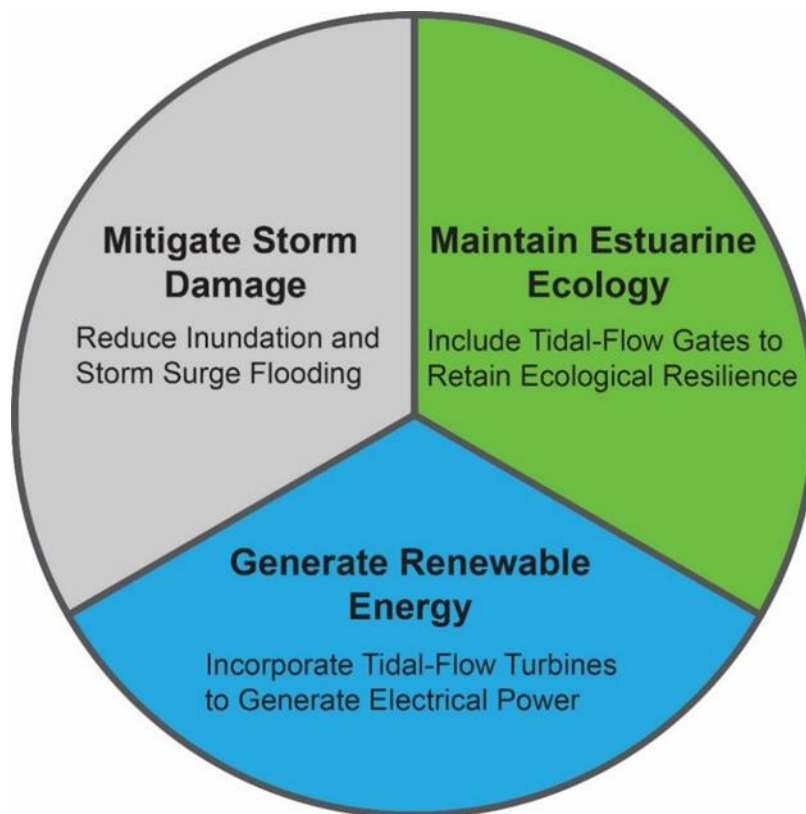 Mitigate Storm
Damage
Reduce Inundation and
Storm Surge Flooding
Maintain Estuarine
Ecology
Include Tidal-Flow Gates to
Retain Ecological Resilience
Generate Renewable
Energy
Incorporate Tidal-Flow Turbines
to Generate Electrical Power